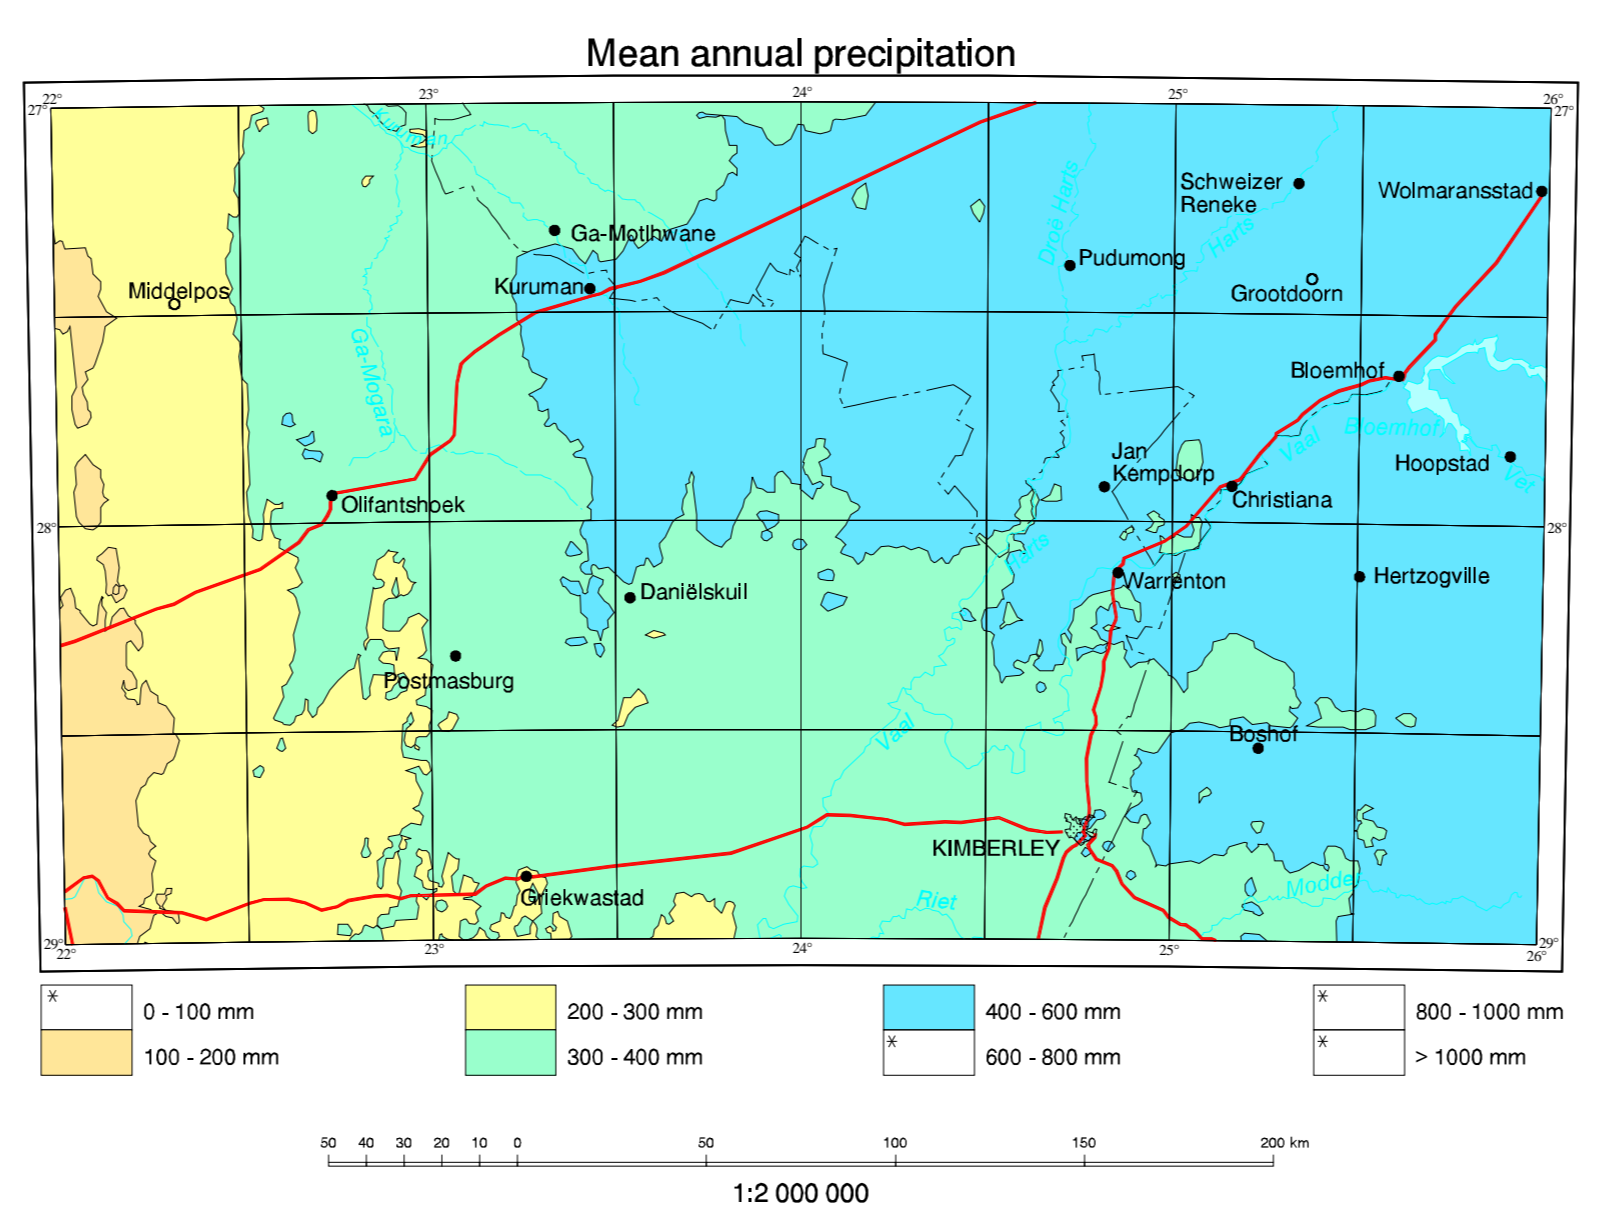 Mean annual precipitation
22° 23° 24° 25° 26°
27° 27°
Kuruman
Schweizer
Reneke
Wolmaransstad
Droë Harts
Harts
Ga-Motlhwane
Pudumong
Middelpos
Kuruman
Grootdoorn
Ga-Mogara
Bloemhof
Vaal
Bloemhof
Jan
Kempdorp
Hoopstad
Vet
Olifantshoek
Christiana
28° 28°
Harts
Warrenton
Hertzogville
Daniëlskuil
Postmasburg
Vaal
Boshof
KIMBERLEY
Modder
Griekwastad
Riet
29° 29°
22° 23° 24° 25° 26°
* 0 - 100 mm
100 - 200 mm
200 - 300 mm
300 - 400 mm
400 - 600 mm
* 600 - 800 mm
* 800 - 1000 mm
* > 1000 mm
50 40 30 20 10 0 50 100 150 200 km
1:2 000 000